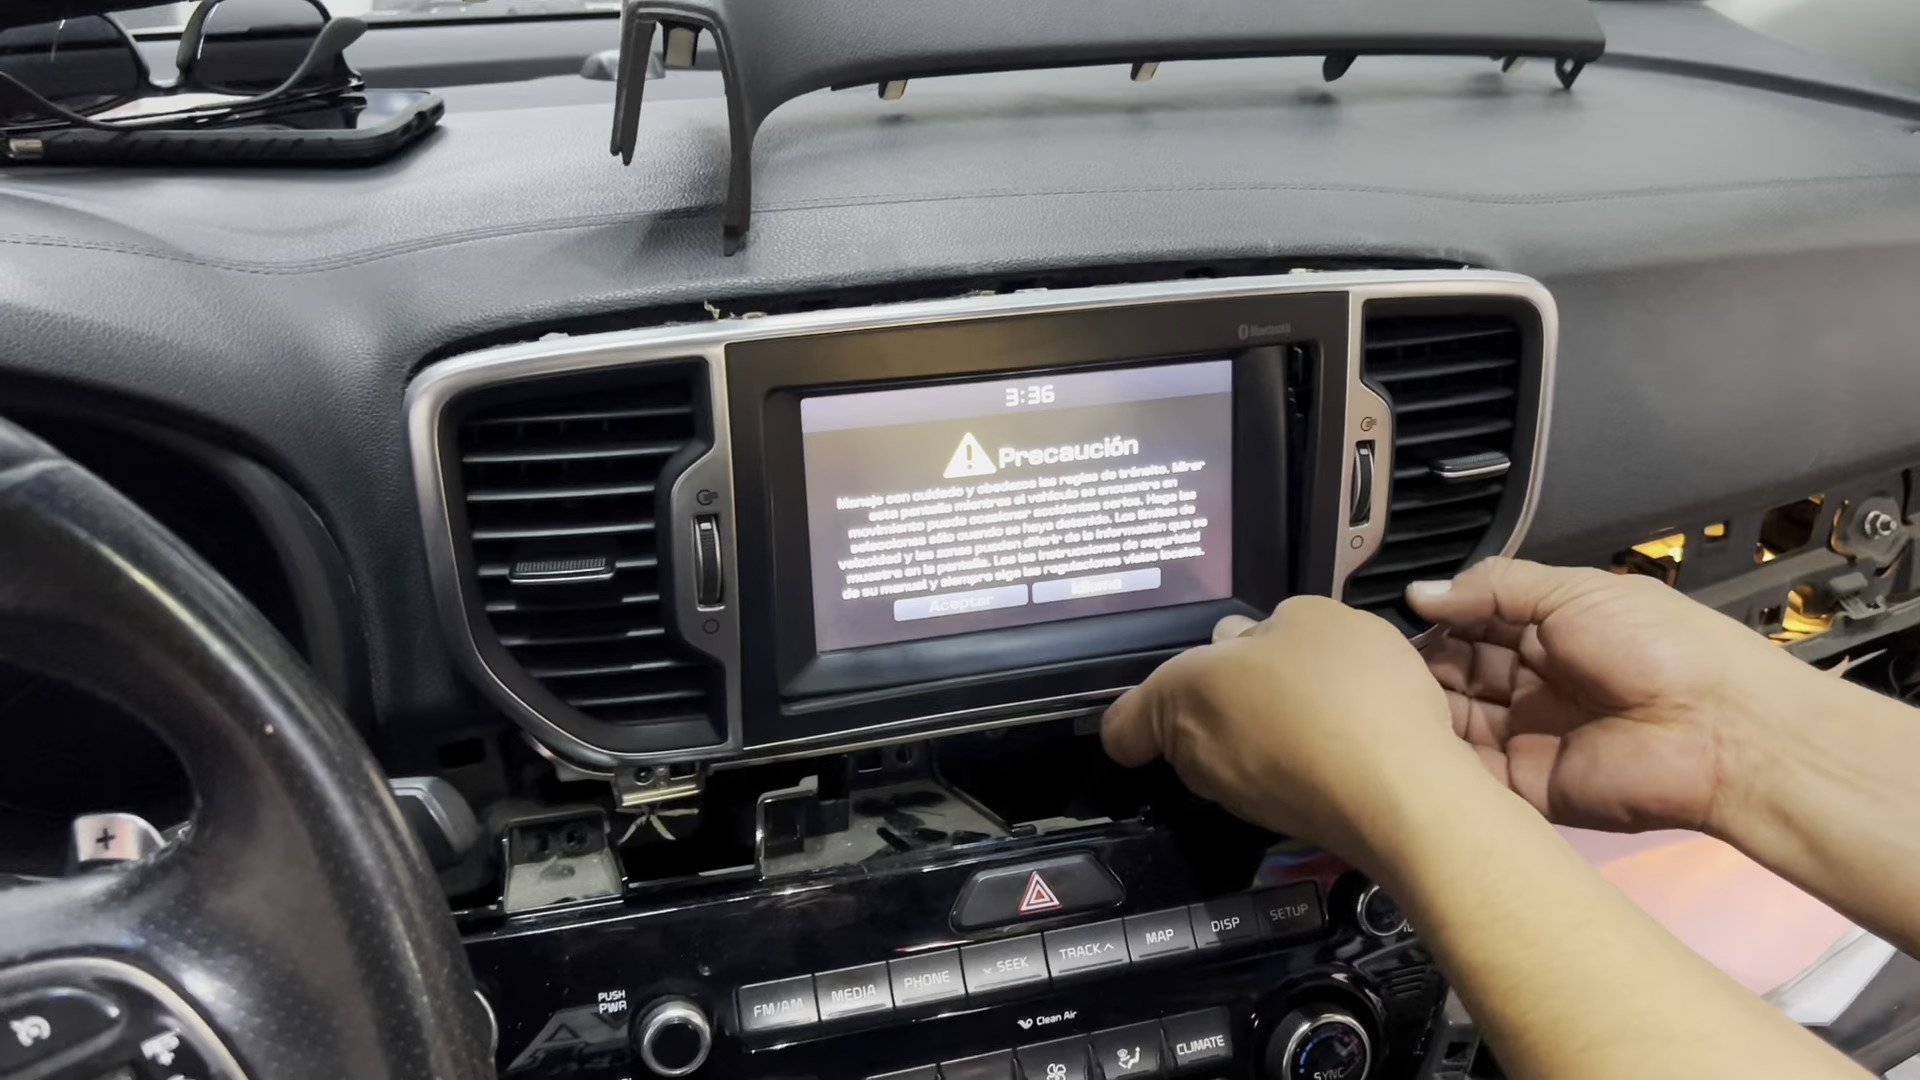 Bluetooth
3:36
Precaución
Maneje con cuidado y obedezca las reglas de tránsito. Mirar
esta pantalla mientras el vehículo se encuentra en
movimiento puede ocasionar accidentes serios. Haga las
selecciones sólo cuando se haya detenido. Los límites de
velocidad y las zonas pueden diferir de la información que se
muestra en la pantalla. Lea las instrucciones de seguridad
de su manual y siempre siga las regulaciones viales locales.
Aceptar
Idioma
+
PUSH
PWR
FM/AM
MEDIA
PHONE
SEEK
TRACK
MAP
DISP
SETUP
Clean Air
CLIMATE
SYNC